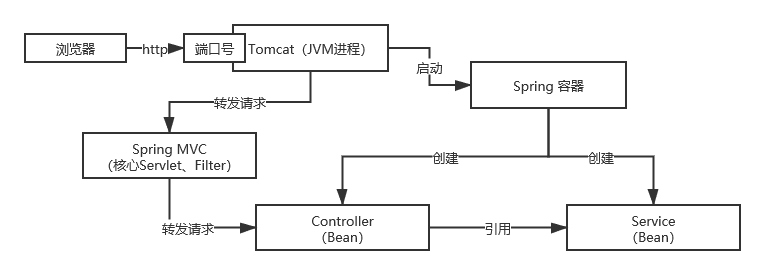 浏览器
http
端口号
Tomcat（JVM进程）
启动
Spring 容器
转发请求
Spring MVC
（核心Servlet、Filter）
创建
创建
转发请求
Controller
（Bean）
引用
Service
（Bean）